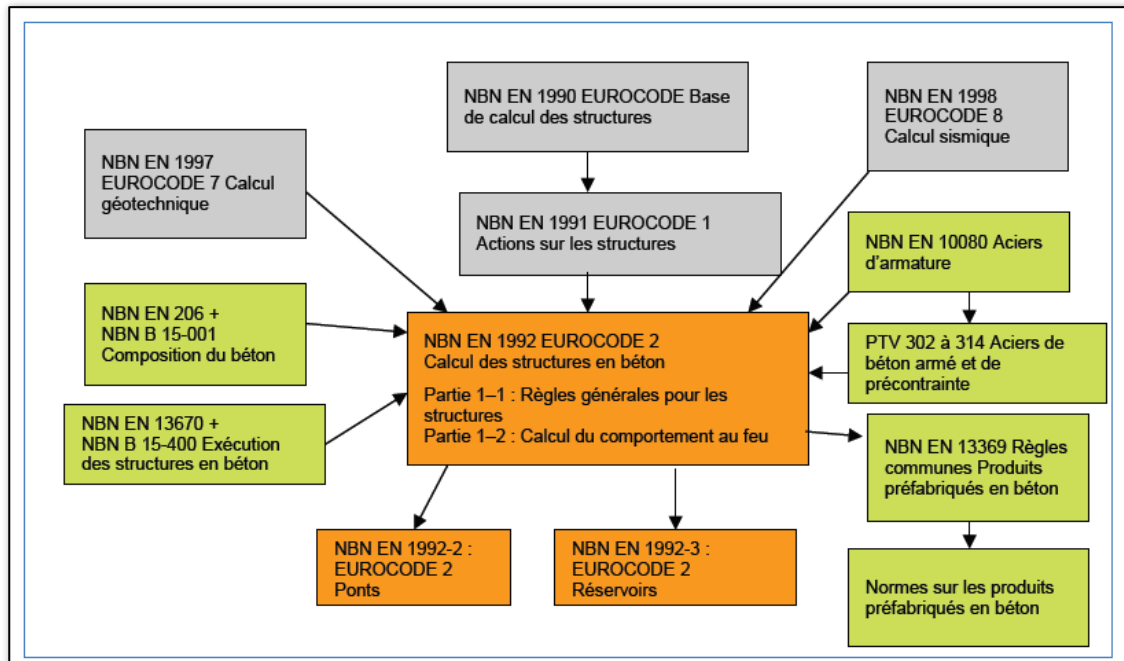 NBN EN 1990 EUROCODE Base
de calcul des structures
NBN EN 1998
EUROCODE 8
Calcul sismique
NBN EN 1997
EUROCODE 7 Calcul
géotechnique
NBN EN 1991 EUROCODE 1
Actions sur les structures
NBN EN 10080 Aciers
d’armature
NBN EN 206 +
NBN B 15-001
Composition du béton
NBN EN 1992 EUROCODE 2
Calcul des structures en béton
Partie 1–1 : Règles générales pour les
structures
Partie 1–2 : Calcul du comportement au feu
PTV 302 à 314 Aciers de
béton armé et de
précontrainte
NBN EN 13670 +
NBN B 15-400 Exécution
des structures en béton
NBN EN 13369 Règles
communes Produits
préfabriqués en béton
NBN EN 1992-2 :
EUROCODE 2
Ponts
NBN EN 1992-3 :
EUROCODE 2
Réservoirs
Normes sur les produits
préfabriqués en béton